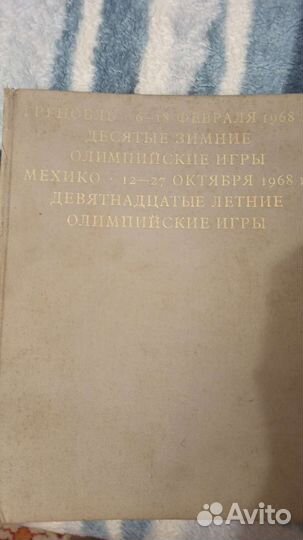 ГРЕНОБЛЬ · 6—18 ФЕВРАЛЯ 1968
ДЕСЯТЫЕ ЗИМНИЕ
ОЛИМПИЙСКИЕ ИГРЫ
МЕХИКО · 12—27 ОКТЯБРЯ 1968 г
ДЕВЯТНАДЦАТЫЕ ЛЕТНИЕ
ОЛИМПИЙСКИЕ ИГРЫ
Avito